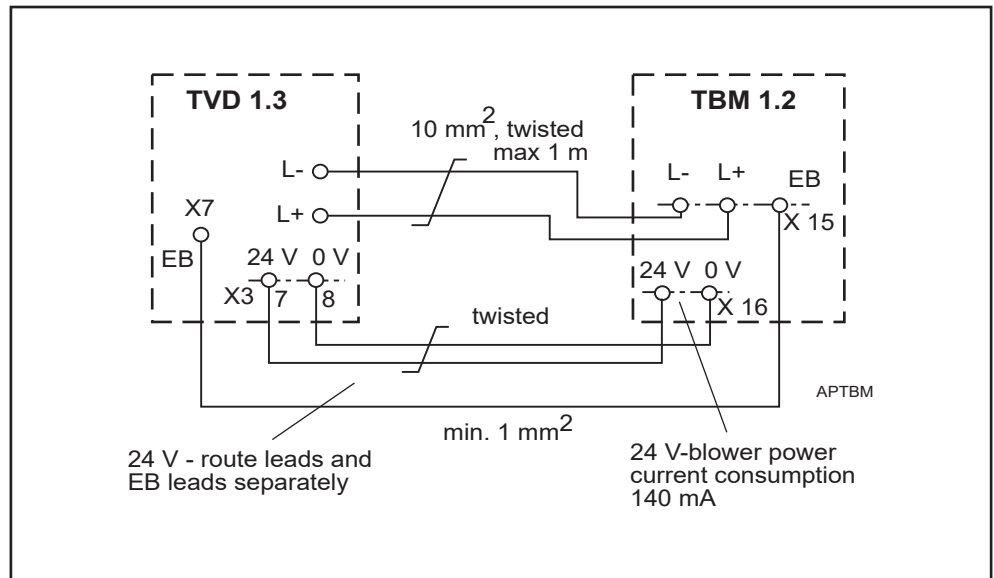 TVD 1.3
TBM 1.2
10 mm², twisted
max 1 m
L-
L+
X7
EB
24 V 0 V
X3 7 8
L- L+ EB
X 15
24 V 0 V
X 16
twisted
APTBM
min. 1 mm²
24 V - route leads and
EB leads separately
24 V-blower power
current consumption
140 mA